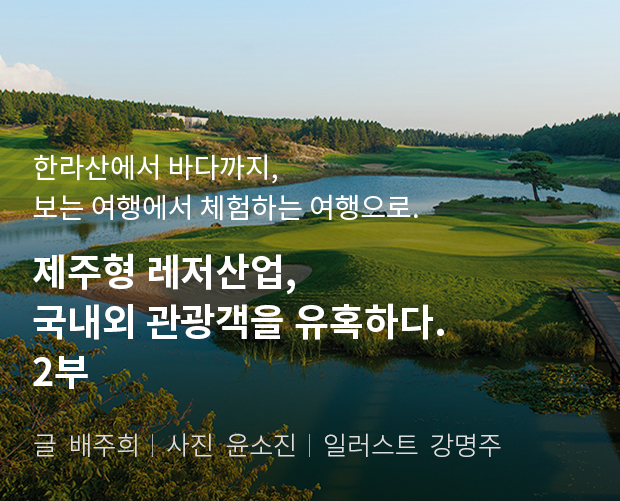 한라산에서 바다까지,
보는 여행에서 체험하는 여행으로.
제주형 레저산업,
국내외 관광객을 유혹하다.
2부
글 배주희 | 사진 윤소진 | 일러스트 강명주